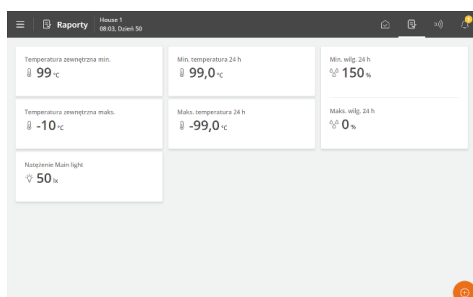 Raporty
House 1
08:03, Dzień 50
Temperatura zewnętrzna min.
99 °C
Min. temperatura 24 h
99,0 °C
Min. wilg. 24 h
150 %
Temperatura zewnętrzna maks.
-10 °C
Maks. temperatura 24 h
-99,0 °C
Maks. wilg. 24 h
0 %
Natężenie Main light
50 lx